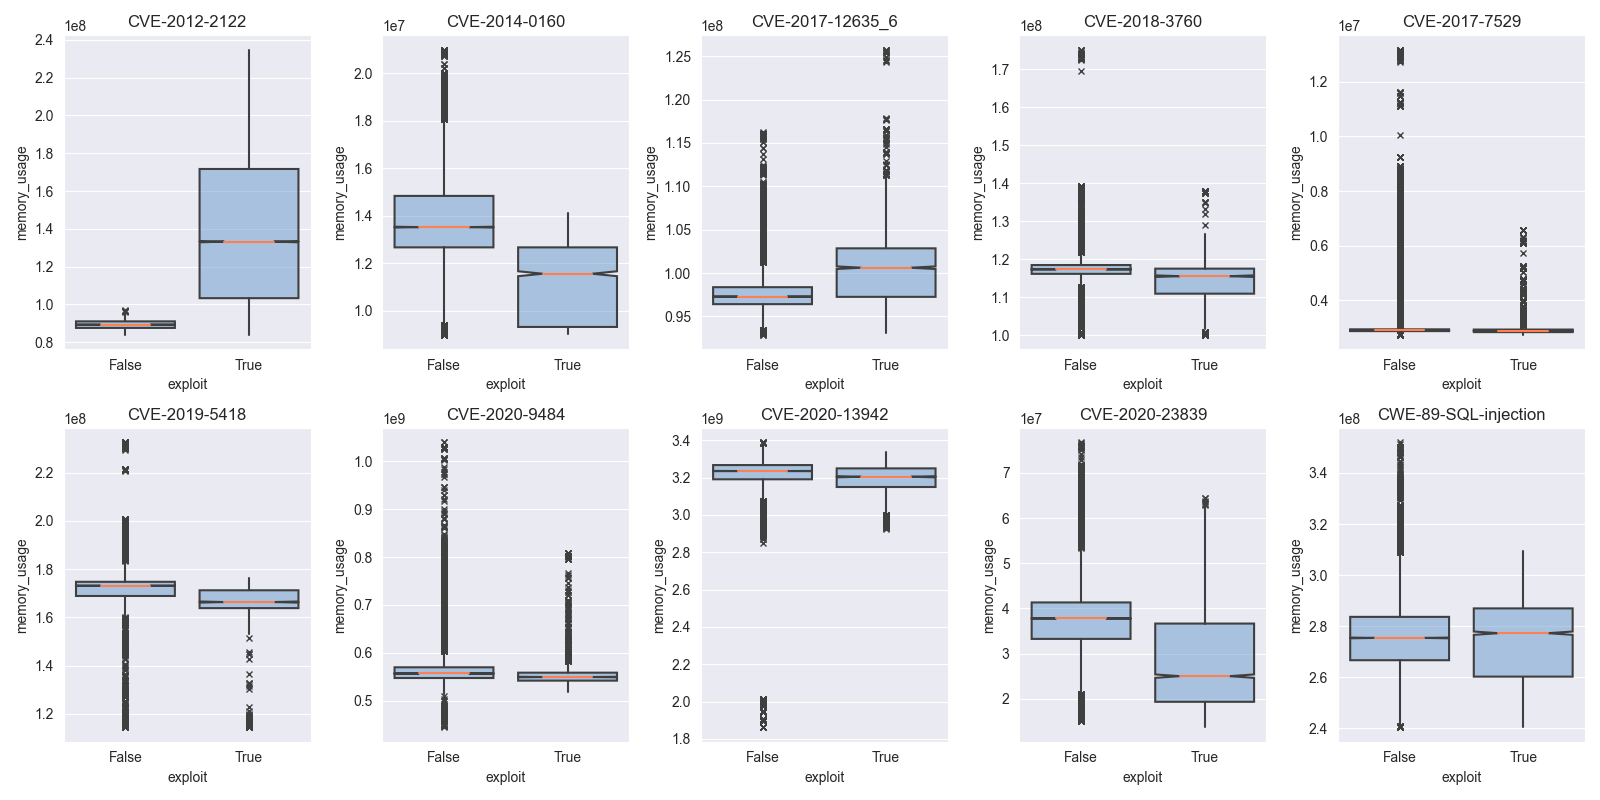 CVE-2012-2122
1e8
2.4
2.2
2.0
1.8
1.6
1.4
1.2
1.0
0.8
memory_usage
False
True
exploit
CVE-2014-0160
1e7
2.0
1.8
1.6
1.4
1.2
1.0
memory_usage
False
True
exploit
CVE-2017-12635_6
1e8
1.25
1.20
1.15
1.10
1.05
1.00
0.95
memory_usage
False
True
exploit
CVE-2018-3760
1e8
1.7
1.6
1.5
1.4
1.3
1.2
1.1
1.0
memory_usage
False
True
exploit
CVE-2017-7529
1e7
1.2
1.0
0.8
0.6
0.4
memory_usage
False
True
exploit
CVE-2019-5418
1e8
2.2
2.0
1.8
1.6
1.4
1.2
memory_usage
False
True
exploit
CVE-2020-9484
1e9
1.0
0.9
0.8
0.7
0.6
0.5
memory_usage
False
True
exploit
CVE-2020-13942
1e9
3.4
3.2
3.0
2.8
2.6
2.4
2.2
2.0
1.8
memory_usage
False
True
exploit
CVE-2020-23839
1e7
7
6
5
4
3
2
memory_usage
False
True
exploit
CWE-89-SQL-injection
1e8
3.4
3.2
3.0
2.8
2.6
2.4
memory_usage
False
True
exploit